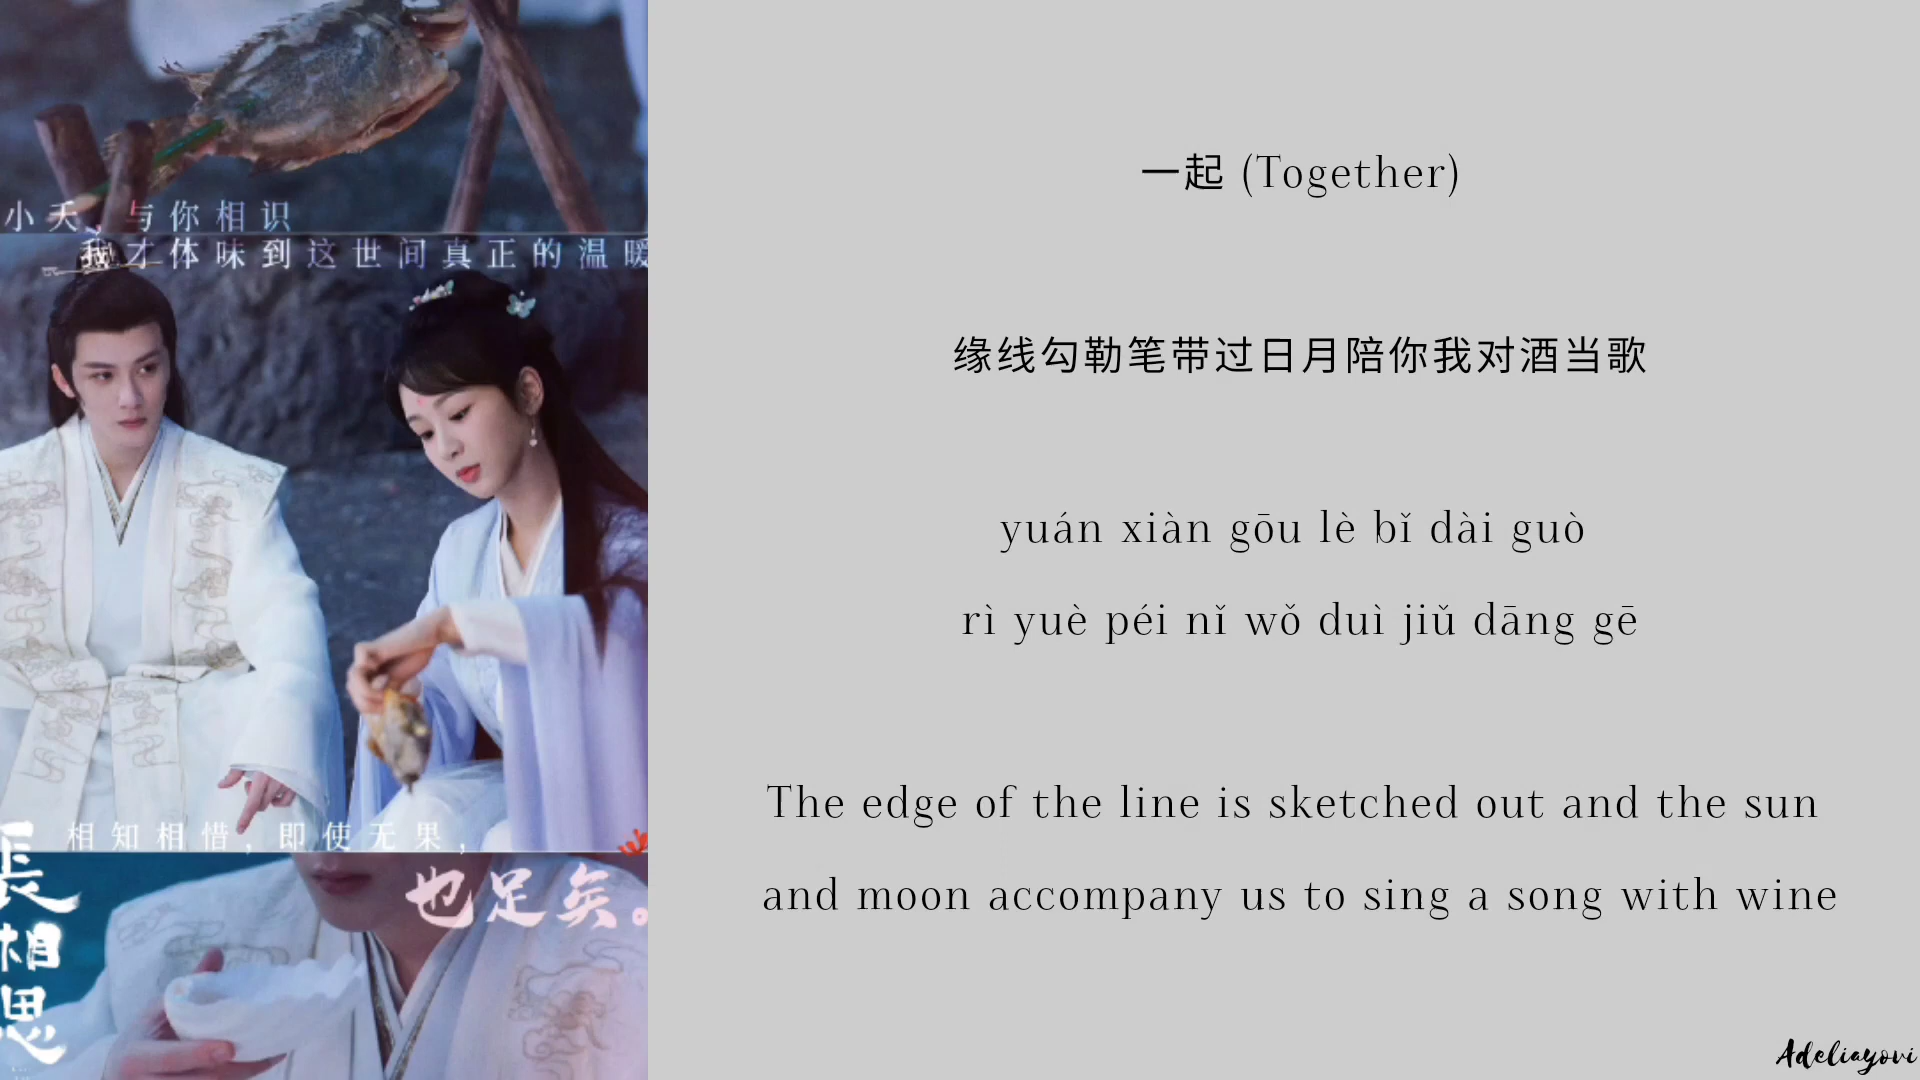 小夭，与你相识
我才体味到这世间真正的温暖
相知相惜，即使无果，
也足矣。
長相思
一起 (Together)
缘线勾勒笔带过日月陪你我对酒当歌
yuán xiàn gōu lè bǐ dài guò
rì yuè péi nǐ wǒ duì jiǔ dāng gē
The edge of the line is sketched out and the sun
and moon accompany us to sing a song with wine
Adeliayovi